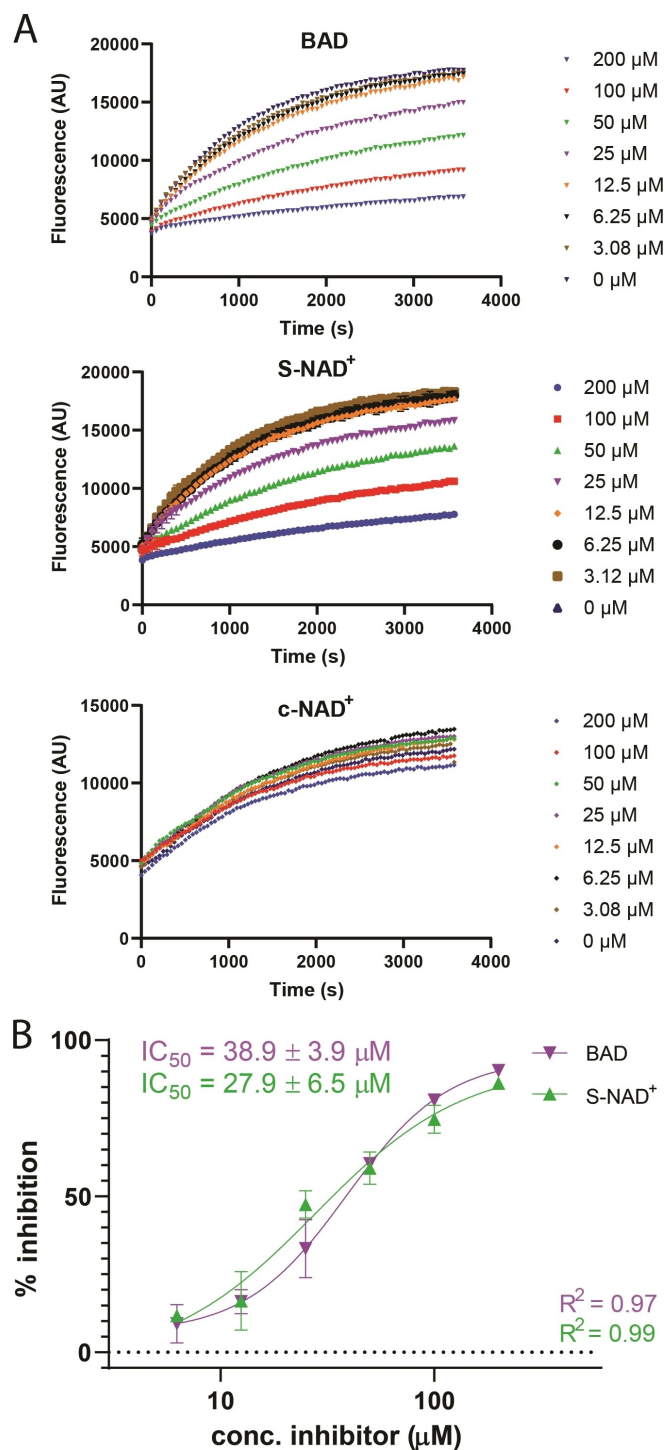 A
BAD
Fluorescence (AU)
20000
15000
10000
5000
0
0 1000 2000 3000 4000
Time (s)
200 µM
100 µM
50 µM
25 µM
12.5 µM
6.25 µM
3.08 µM
0 µM
S-NAD+
Fluorescence (AU)
20000
15000
10000
5000
0
0 1000 2000 3000 4000
Time (s)
200 µM
100 µM
50 µM
25 µM
12.5 µM
6.25 µM
3.12 µM
0 µM
c-NAD+
Fluorescence (AU)
15000
10000
5000
0
0 1000 2000 3000 4000
Time (s)
200 µM
100 µM
50 µM
25 µM
12.5 µM
6.25 µM
3.08 µM
0 µM
B
IC50 = 38.9 ± 3.9 µM
IC50 = 27.9 ± 6.5 µM
BAD
S-NAD+
% inhibition
100
50
0
R2 = 0.97
R2 = 0.99
10 100
conc. inhibitor (µM)